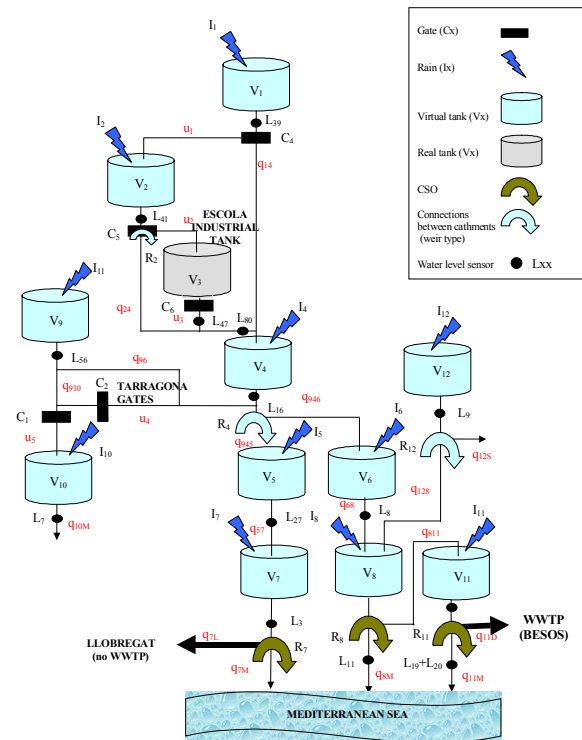 I1
V1
L39
u1
C4
q14
I2
V2
L41
C5
u2
R2
ESCOLA
INDUSTRIAL
TANK
V3
C6
q24
u3
L47
L80
I4
V4
I11
V9
L56
q96
q910
C2
TARRAGONA
GATES
C1
u5
u4
L16
q946
R4
q945
I10
V10
L7
q10M
I5
V5
I6
V6
I12
V12
L9
R12
q12S
q128
q57
L27
q68
L8
I7
V7
I8
V8
q811
I11
V11
L3
LLOBREGAT
(no WWTP)
q7L
R7
q7M
R8
L11
q8M
R11
WWTP
(BESOS)
q11D
L19+L20
q11M
MEDITERRANEAN SEA
Gate (Cx)
Rain (Ix)
Virtual tank (Vx)
Real tank (Vx)
CSO
Connections
between cathments
(weir type)
Water level sensor Lxx